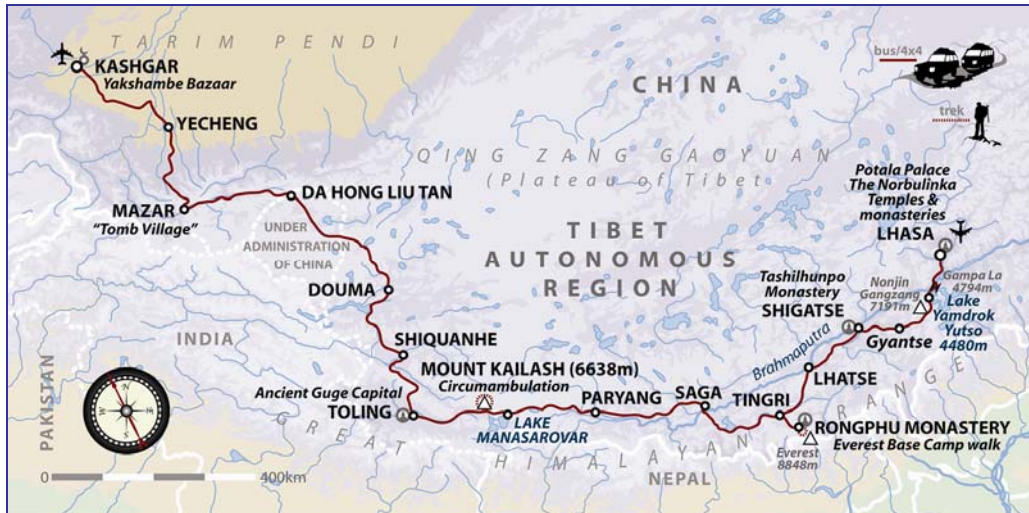 TARIM PENDI
KASHGAR
Yakshambe Bazaar
YECHENG
MAZAR
"Tomb Village"
DA HONG LIU TAN
UNDER
ADMINISTRATION
OF CHINA
CHINA
QING ZANG GAOYUAN
(Plateau of Tibet
TIBET
AUTONOMOUS
REGION
bus/4x4
trek
Potala Palace
The Norbulinka
Temples &
monasteries
LHASA
Gampa La
4794m
Nonjin
Gangzang
7191m
Lake
Yamdrok
Yutso
4480m
Tashilhunpo
Monastery
SHIGATSE
Gyantse
Brahmaputra
LHATSE
DOUMA
SHIQUANHE
INDIA
PAKISTAN
MOUNT KAILASH (6638m)
Circumambulation
Ancient Guge Capital
TOLING
LAKE
MANASAROVAR
PARYANG
SAGA
TINGRI
RONGPHU MONASTERY
Everest Base Camp walk
Everest
8848m
GREAT HIMALAYAN RANGE
NEPAL
N
E
S
W
0 400km